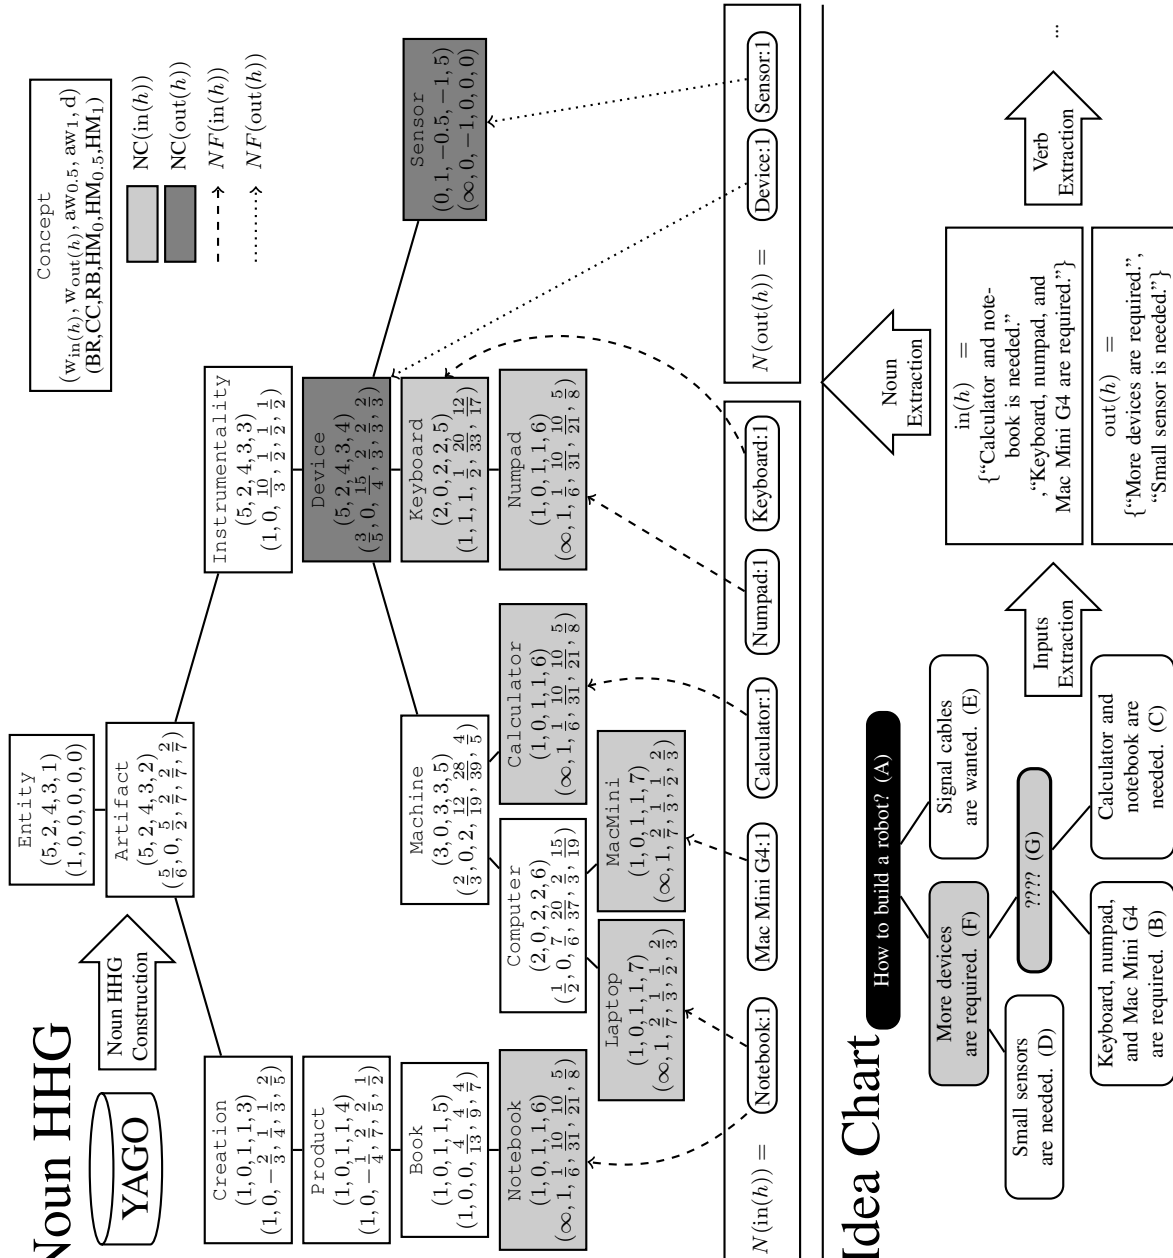 Noun HHG
YAGO
Noun HHG
Construction
Entity
(5, 2, 4, 3, 1)
(1, 0, 0, 0, 0, 0)
Artifact
(5, 2, 4, 3, 2)
(5/6, 0, 5/2, 2/7, 2/7, 2/7)
Concept
(w_in(h), w_out(h), aw_0.5, aw_1, d)
(BR,CC,RB,HM_0,HM_0.5,HM_1)
NC(in(h))
NC(out(h))
NF(in(h))
NF(out(h))
Creation
(1, 0, 1, 1, 3)
(1, 0, −2/3, 1/4, 1/3, 2/5)
Product
(1, 0, 1, 1, 4)
(1, 0, −1/4, 2/7, 2/5, 1/2)
Book
(1, 0, 1, 1, 5)
(1, 0, 0, 4/13, 4/9, 4/7)
Notebook
(1, 0, 1, 1, 6)
(∞, 1, 1/6, 10/31, 10/21, 5/8)
Instrumentality
(5, 2, 4, 3, 3)
(1, 0, 10/3, 1/2, 1/2, 1/2)
Device
(5, 2, 4, 3, 4)
(3/5, 0, 15/4, 2/3, 2/3, 2/3)
Machine
(3, 0, 3, 3, 5)
(2/3, 0, 2, 12/19, 28/39, 4/5)
Keyboard
(2, 0, 2, 2, 5)
(1, 1, 1, 1/2, 20/33, 12/17)
Sensor
(0, 1, −0.5, −1, 5)
(∞, 0, −1, 0, 0, 0)
Computer
(2, 0, 2, 2, 6)
(1/2, 0, 7/6, 20/37, 2/3, 15/19)
Calculator
(1, 0, 1, 1, 6)
(∞, 1, 1/6, 10/31, 10/21, 5/8)
Numpad
(1, 0, 1, 1, 6)
(∞, 1, 1/6, 10/31, 10/21, 5/8)
Laptop
(1, 0, 1, 1, 7)
(∞, 1, 2/7, 1/3, 1/2, 2/3)
MacMini
(1, 0, 1, 1, 7)
(∞, 1, 2/7, 1/3, 1/2, 2/3)
N(in(h)) = Notebook:1 Mac Mini G4:1 Calculator:1 Numpad:1 Keyboard:1
N(out(h)) = Device:1 Sensor:1
Idea Chart
How to build a robot? (A)
More devices
are required. (F)
Signal cables
are wanted. (E)
Small sensors
are needed. (D)
???? (G)
Keyboard, numpad,
and Mac Mini G4
are required. (B)
Calculator and
notebook are
needed. (C)
Inputs
Extraction
Noun
Extraction
in(h) =
{“Calculator and note-
book is needed.”
,“Keyboard, numpad, and
Mac Mini G4 are required.”}
out(h) =
{“More devices are required.”,
“Small sensor is needed.”}
Verb
Extraction
...